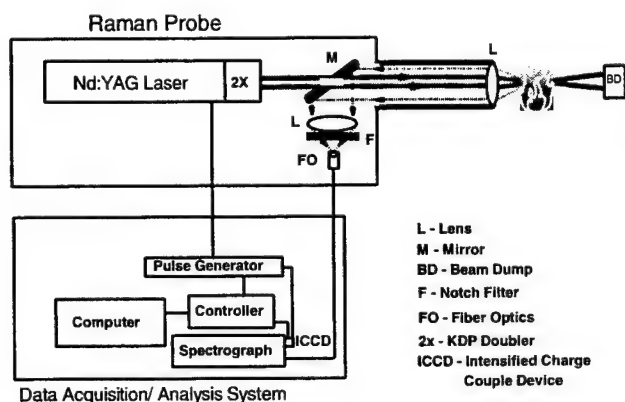 Raman Probe
M
L
Nd:YAG Laser
2X
BD
L
F
FO
L - Lens
M - Mirror
BD - Beam Dump
F - Notch Filter
FO - Fiber Optics
2x - KDP Doubler
ICCD - Intensified Charge
Couple Device
Pulse Generator
Controller
Computer
ICCD
Spectrograph
Data Acquisition/ Analysis System